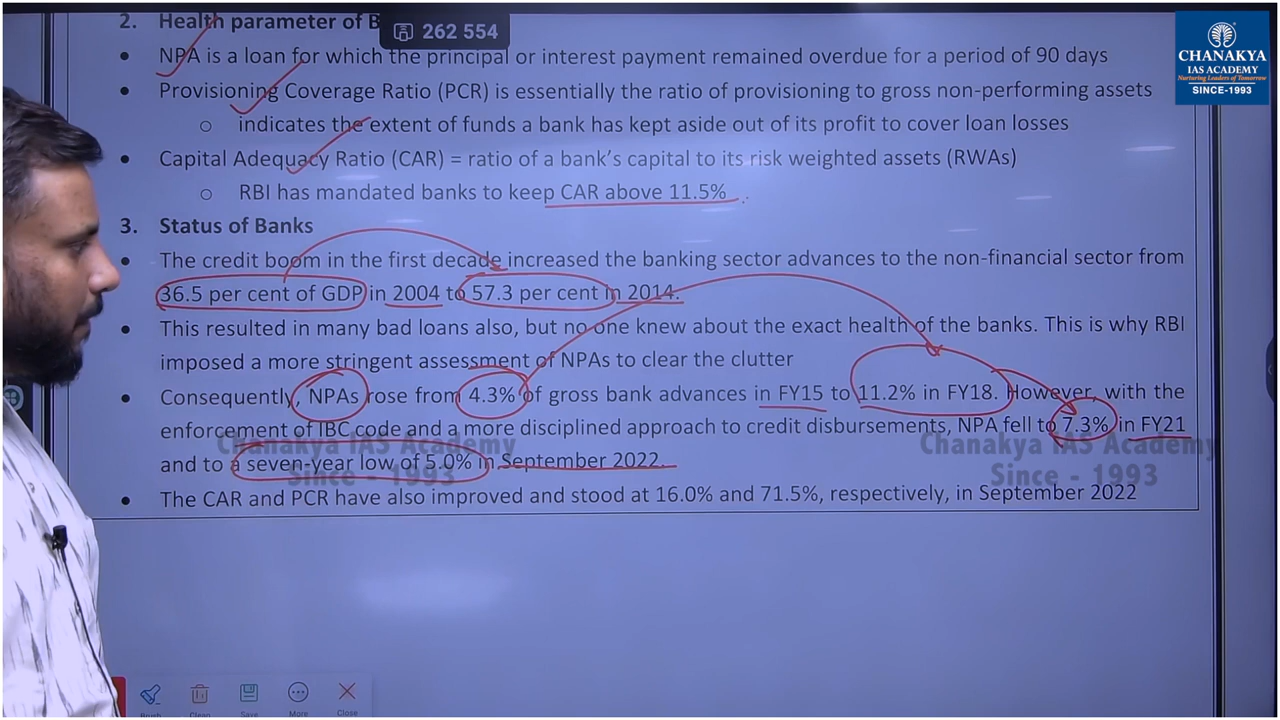 2. Health parameter of B
262 554
• NPA is a loan for which the principal or interest payment remained overdue for a period of 90 days
• Provisioning Coverage Ratio (PCR) is essentially the ratio of provisioning to gross non-performing assets
o indicates the extent of funds a bank has kept aside out of its profit to cover loan losses
• Capital Adequacy Ratio (CAR) = ratio of a bank's capital to its risk weighted assets (RWAs)
o RBI has mandated banks to keep CAR above 11.5%
3. Status of Banks
• The credit boom in the first decade increased the banking sector advances to the non-financial sector from
36.5 per cent of GDP in 2004 to 57.3 per cent in 2014.
• This resulted in many bad loans also, but no one knew about the exact health of the banks. This is why RBI
imposed a more stringent assessment of NPAs to clear the clutter
• Consequently, NPAs rose from 4.3% of gross bank advances in FY15 to 11.2% in FY18. However, with the
enforcement of IBC code and a more disciplined approach to credit disbursements, NPA fell to 7.3% in FY21
and to a seven-year low of 5.0% in September 2022.
• The CAR and PCR have also improved and stood at 16.0% and 71.5%, respectively, in September 2022
CHANAKYA
IAS ACADEMY
Nurturing Leaders of Tomorrow
SINCE-1993
Chanakya IAS Academy
Since - 1993
Chanakya IAS Academy
Since - 1993
Brush Clean Save More Close